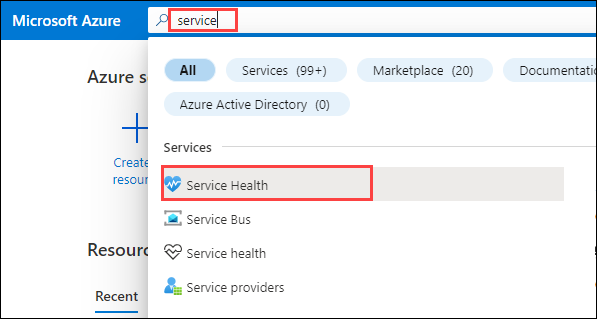 Microsoft Azure
service
Azure s
All
Services (99+)
Marketplace (20)
Documentatio
Azure Active Directory (0)
Services
Create
resour
Service Health
Service Bus
Resour
Service health
Recent
Service providers